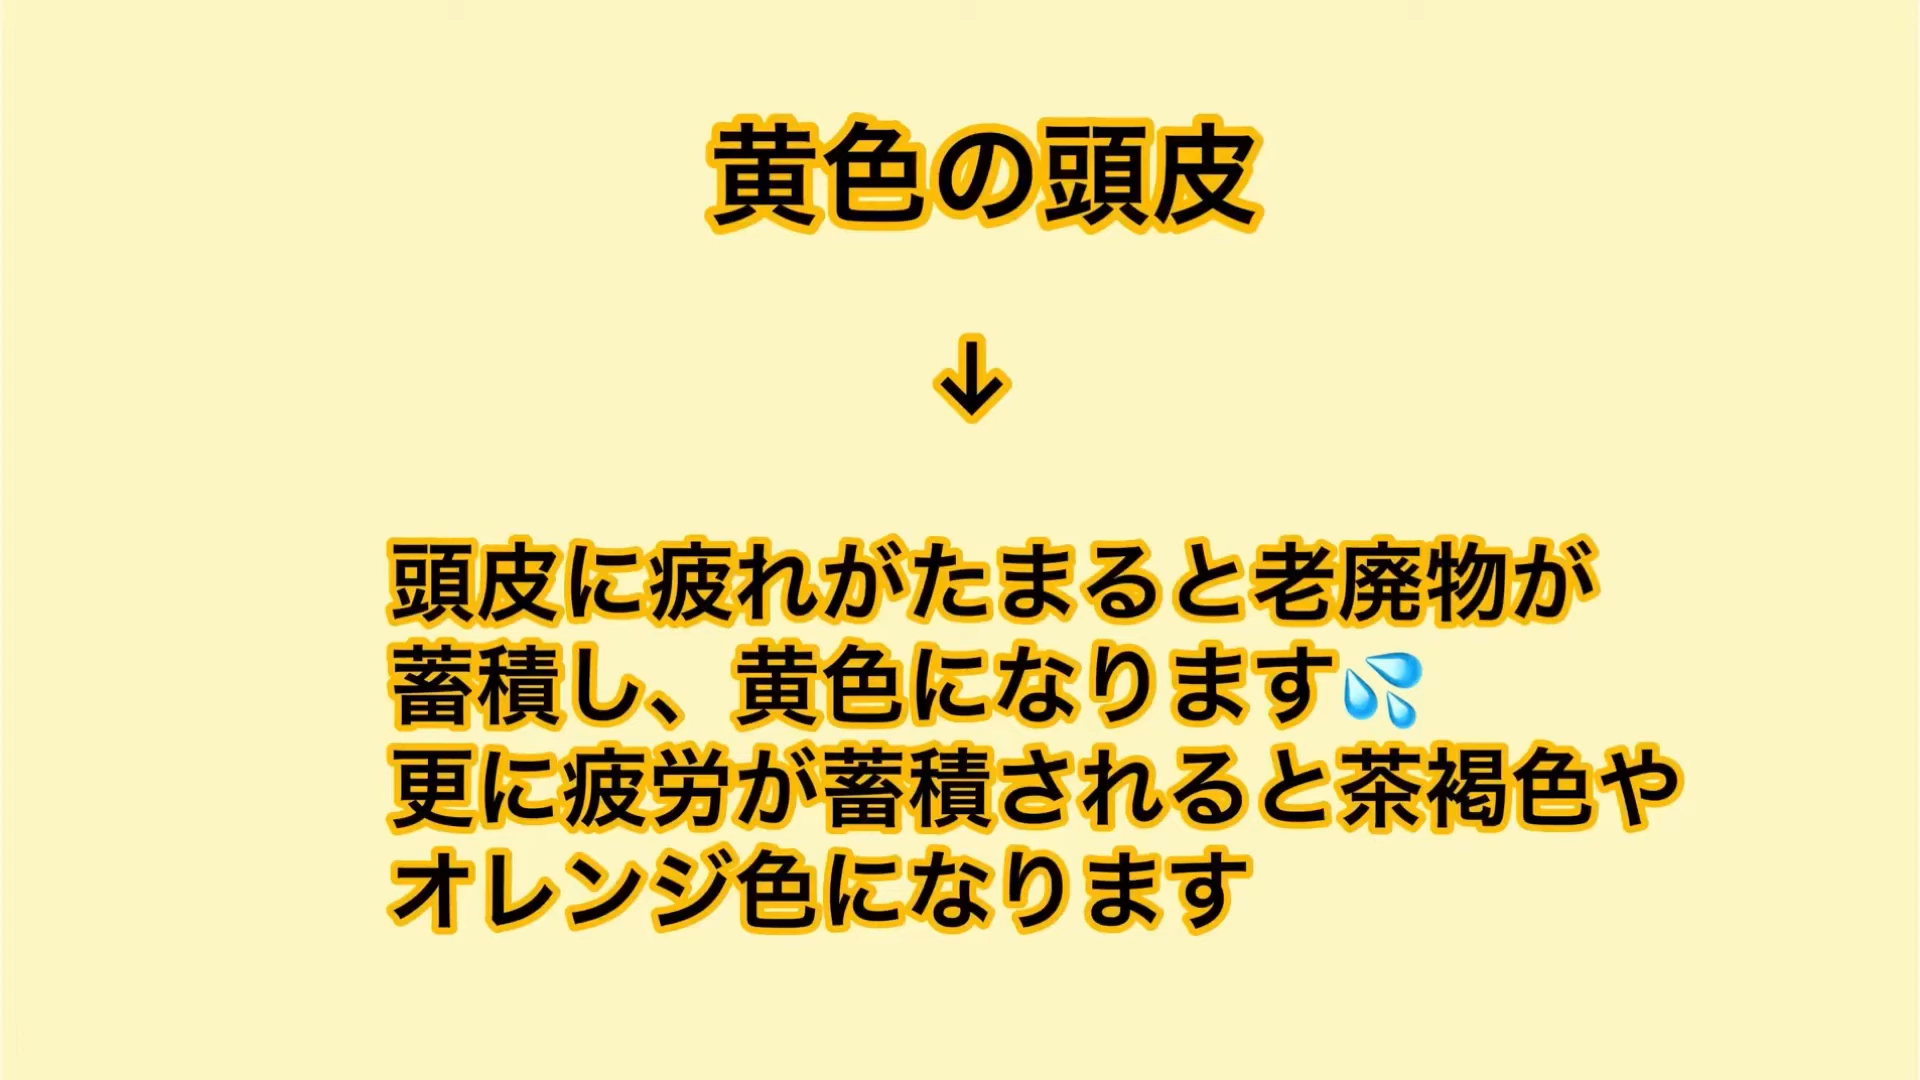 黄色の頭皮
↓
頭皮に疲れがたまると老廃物が
蓄積し、黄色になります💦
更に疲労が蓄積されると茶褐色や
オレンジ色になります